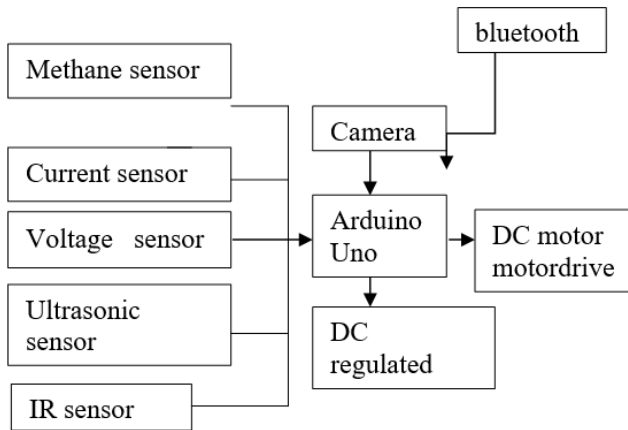 bluetooth
Methane sensor
Camera
Current sensor
Arduino
Uno
Voltage sensor
DC motor
motordrive
Ultrasonic
sensor
DC
regulated
IR sensor